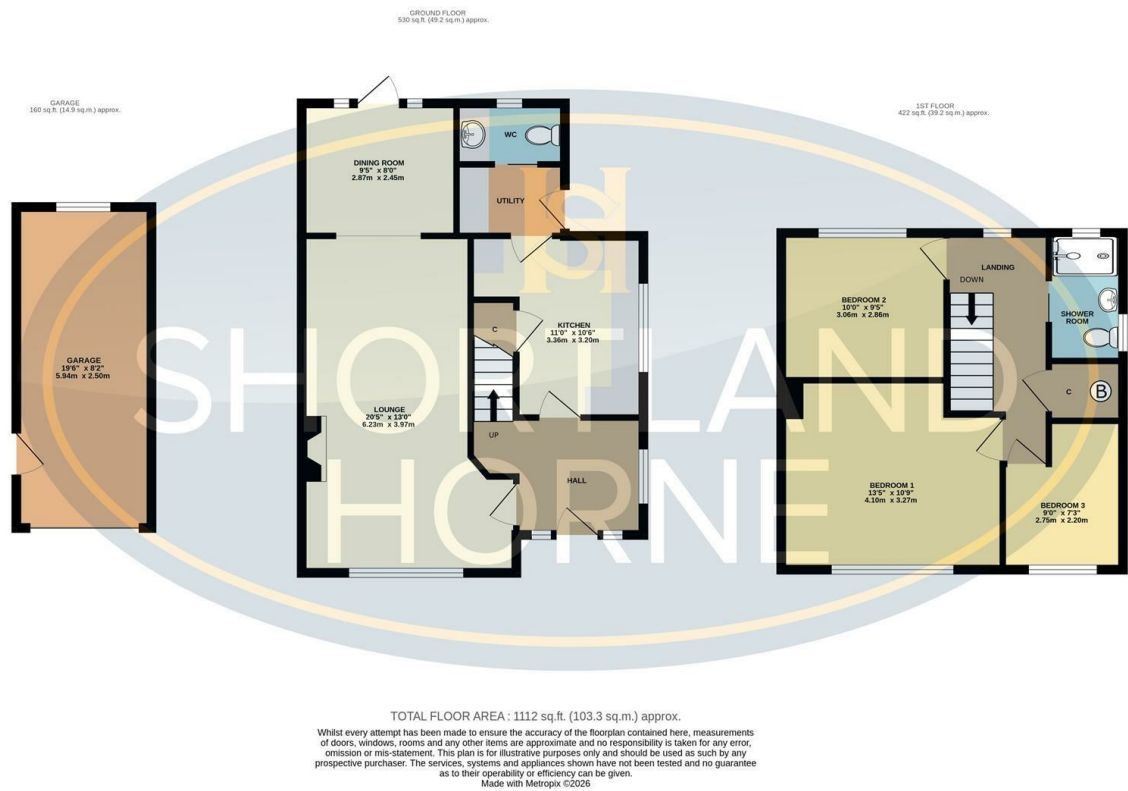 GROUND FLOOR
530 sq.ft. (49.2 sq.m.) approx.
GARAGE
160 sq.ft. (14.9 sq.m.) approx.
1ST FLOOR
422 sq.ft. (39.2 sq.m.) approx.
DINING ROOM
9'5" x 8'0"
2.87m x 2.45m
WC
UTILITY
KITCHEN
11'0" x 10'6"
3.36m x 3.20m
C
UP
LOUNGE
20'5" x 13'0"
6.23m x 3.97m
HALL
GARAGE
19'6" x 8'2"
5.94m x 2.50m
LANDING
DOWN
BEDROOM 2
10'0" x 9'5"
3.06m x 2.86m
SHOWER
ROOM
C
B
BEDROOM 1
13'5" x 10'9"
4.10m x 3.27m
BEDROOM 3
9'0" x 7'3"
2.75m x 2.20m
SH
SHORTLAND
HORNE
TOTAL FLOOR AREA : 1112 sq.ft. (103.3 sq.m.) approx.
Whilst every attempt has been made to ensure the accuracy of the floorplan contained here, measurements
of doors, windows, rooms and any other items are approximate and no responsibility is taken for any error,
omission or mis-statement. This plan is for illustrative purposes only and should be used as such by any
prospective purchaser. The services, systems and appliances shown have not been tested and no guarantee
as to their operability or efficiency can be given.
Made with Metropix ©2026